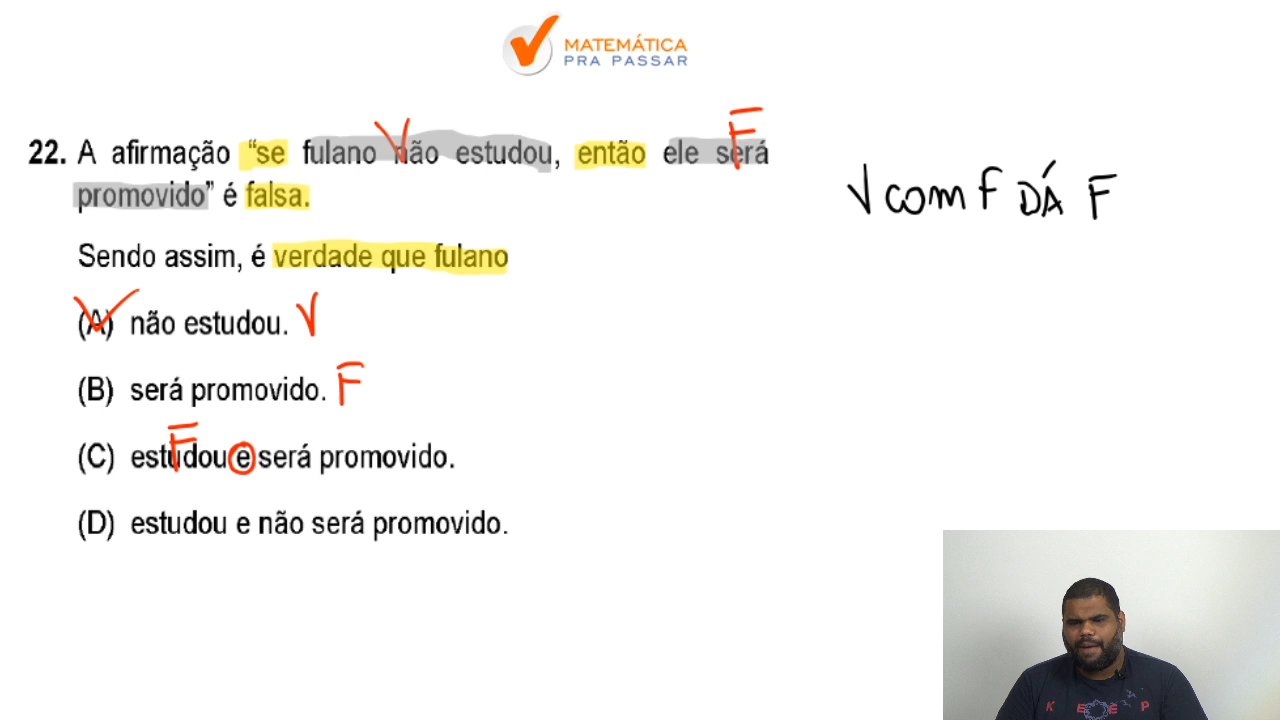 MATEMÁTICA
PRA PASSAR
22. A afirmação “se fulano não estudou, então ele será
promovido” é falsa.
V
F
V com F DÁ F
Sendo assim, é verdade que fulano
(A) não estudou. V
(B) será promovido. F
F
(C) estudou e será promovido.
(D) estudou e não será promovido.
K E E P